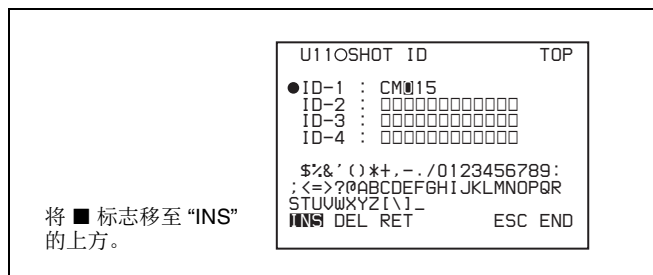 U11○SHOT ID TOP
●ID-1 : CM015
ID-2 : □□□□□□□□□□□□
ID-3 : □□□□□□□□□□□□
ID-4 : □□□□□□□□□□□□
$%&'()*+,-./0123456789:
;<=>?@ABCDEFGHIJKLMNOPQR
STUVWXYZ[\]_
INS DEL RET ESC END
将 ■ 标志移至 “INS”
的上方。